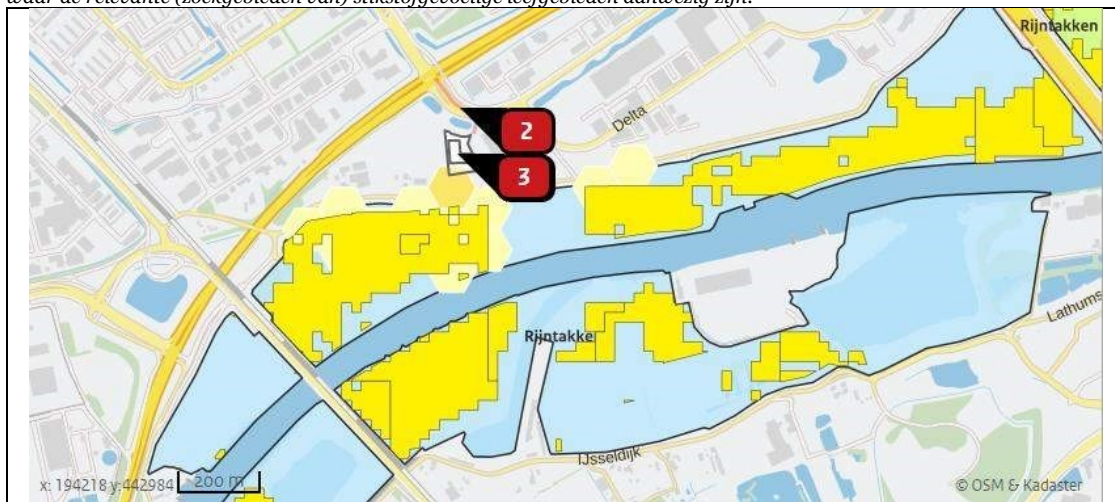 waar de relevante (zoekgebieden van) stikstofgevoelige leefgebieden aanwezig zijn.
Rijntakken
Delta
2
3
Rijntakke
Lathums
IJsseldijk
x: 194218 y:442984
200 m
© OSM & Kadaster